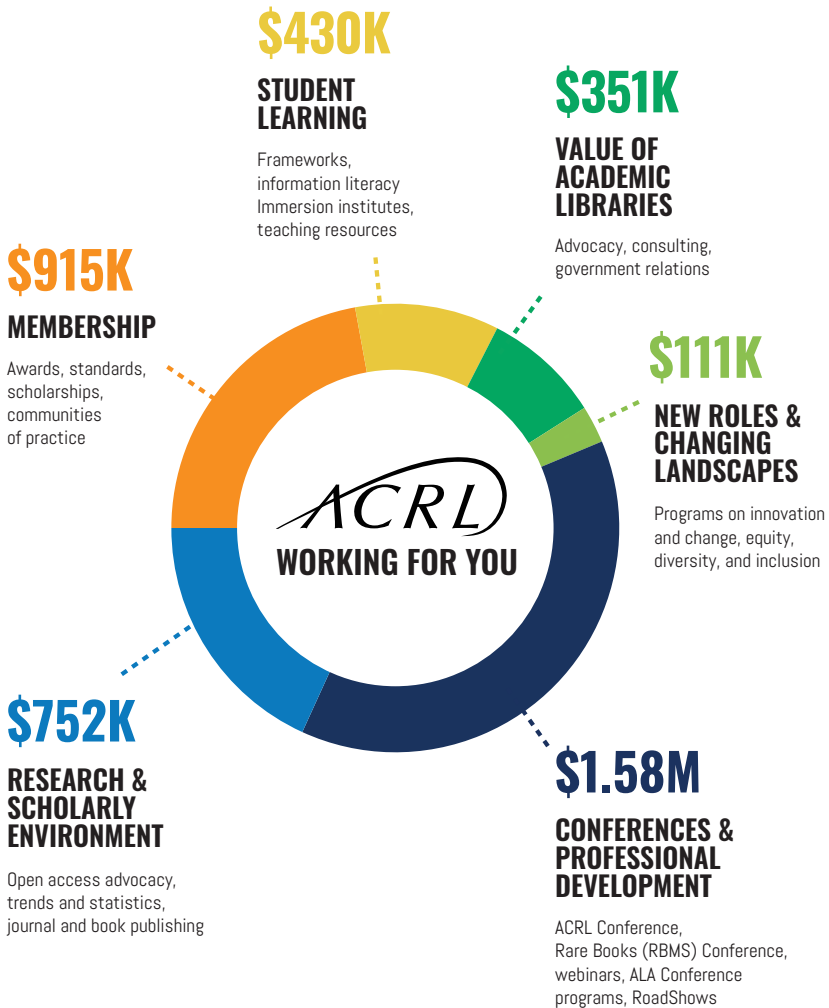 $430K
STUDENT
LEARNING
Frameworks,
information literacy
Immersion institutes,
teaching resources
$351K
VALUE OF
ACADEMIC
LIBRARIES
Advocacy, consulting,
government relations
$111K
NEW ROLES &
CHANGING
LANDSCAPES
Programs on innovation
and change, equity,
diversity, and inclusion
$1.58M
CONFERENCES &
PROFESSIONAL
DEVELOPMENT
ACRL Conference,
Rare Books (RBMS) Conference,
webinars, ALA Conference
programs, RoadShows
$752K
RESEARCH &
SCHOLARLY
ENVIRONMENT
Open access advocacy,
trends and statistics,
journal and book publishing
$915K
MEMBERSHIP
Awards, standards,
scholarships,
communities
of practice
ACRL
WORKING FOR YOU